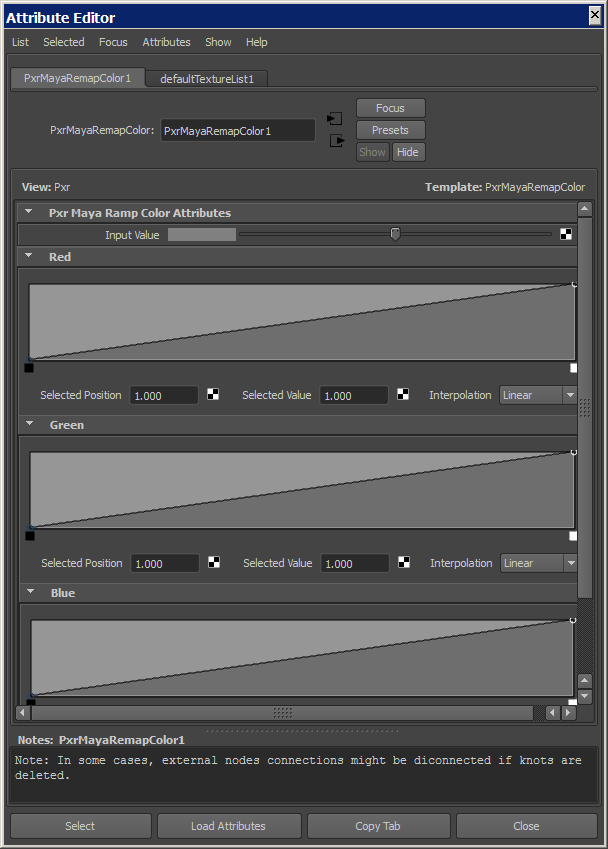 Attribute Editor
List Selected Focus Attributes Show Help
PxrMayaRemapColor1 defaultTextureList1
Focus
PxrMayaRemapColor: PxrMayaRemapColor1 Presets
Show Hide
View: Pxr Template: PxrMayaRemapColor
Pxr Maya Ramp Color Attributes
Input Value
Red
Selected Position 1.000 Selected Value 1.000 Interpolation Linear
Green
Selected Position 1.000 Selected Value 1.000 Interpolation Linear
Blue
Notes: PxrMayaRemapColor1
Note: In some cases, external nodes connections might be diconnected if knots are
deleted.
Select Load Attributes Copy Tab Close